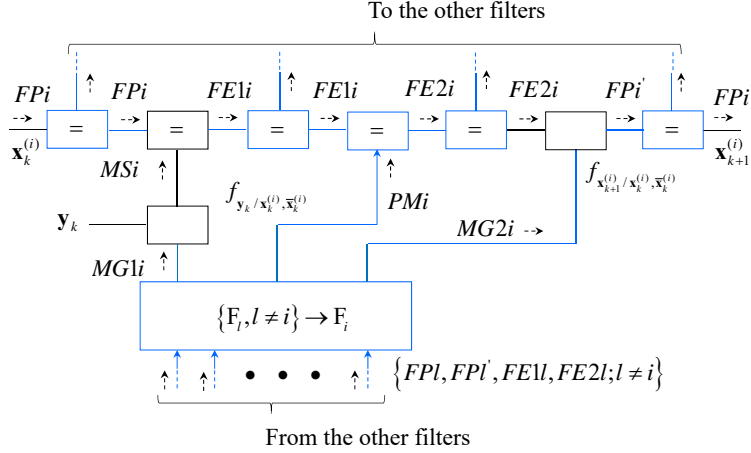 To the other filters
FPi FPi FE1i FE1i FE2i FE2i FPi' FPi
= = = = = =
x_k^{(i)} x_{k+1}^{(i)}
MSi
f_{y_k / x_k^{(i)}, x̄_k^{(i)}} f_{x_{k+1}^{(i)} / x_k^{(i)}, x̄_k^{(i)}}
PMi
y_k
MG2i
MG1i
{F_l, l ≠ i} → F_i
{FPl, FPl', FE1l, FE2l; l ≠ i}
From the other filters